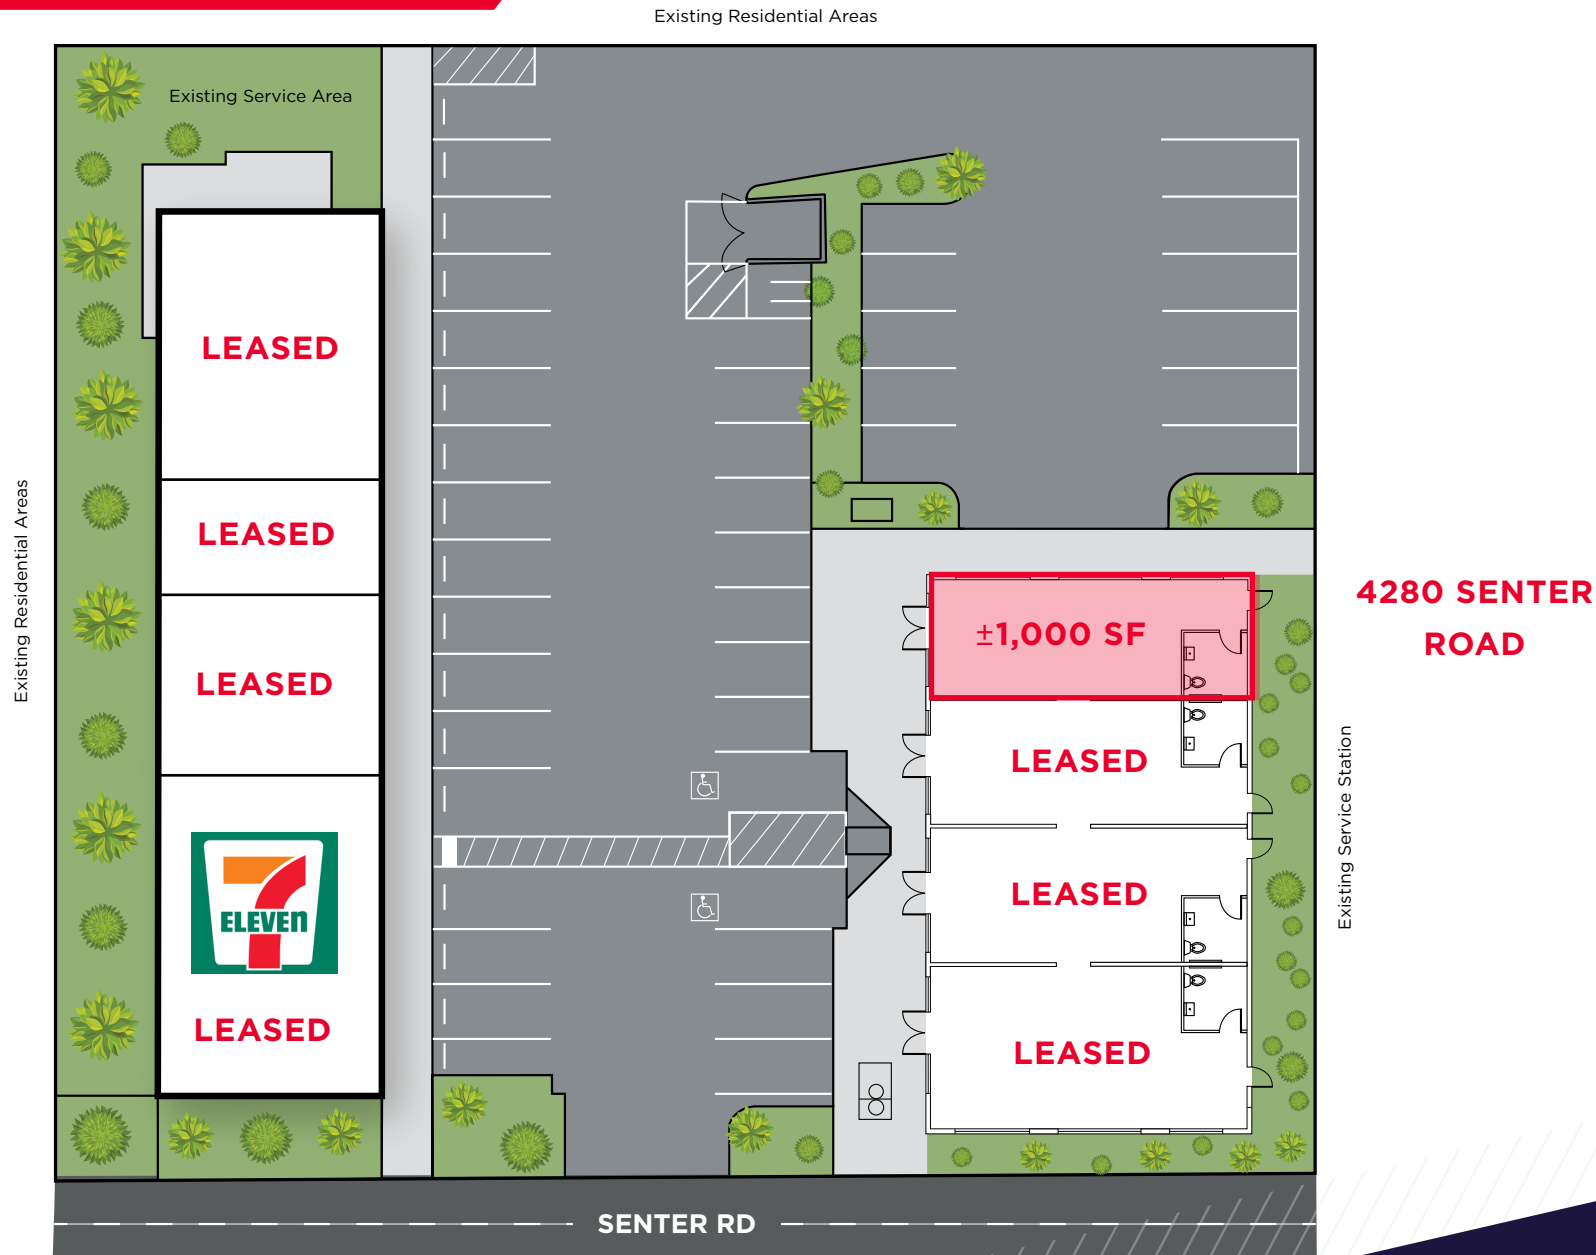 Existing Residential Areas
Existing Service Area
LEASED
LEASED
LEASED
7
ELEVEn
LEASED
Existing Residential Areas
±1,000 SF
LEASED
LEASED
LEASED
4280 SENTER
ROAD
Existing Service Station
SENTER RD